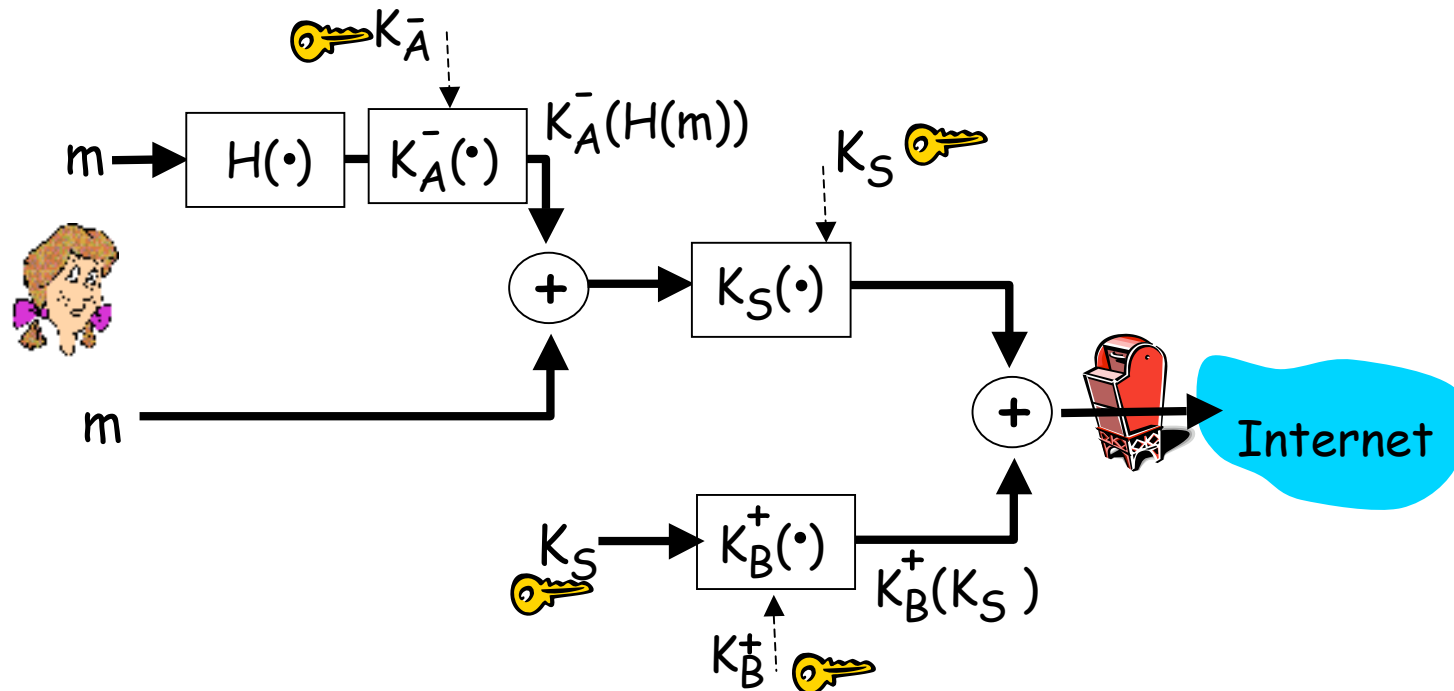 K_A^-
m
H(•)
K_A^-(•)
K_A^-(H(m))
K_S
+
K_S(•)
m
+
Internet
K_S
K_B^+(•)
K_B^+(K_S )
K_B^+